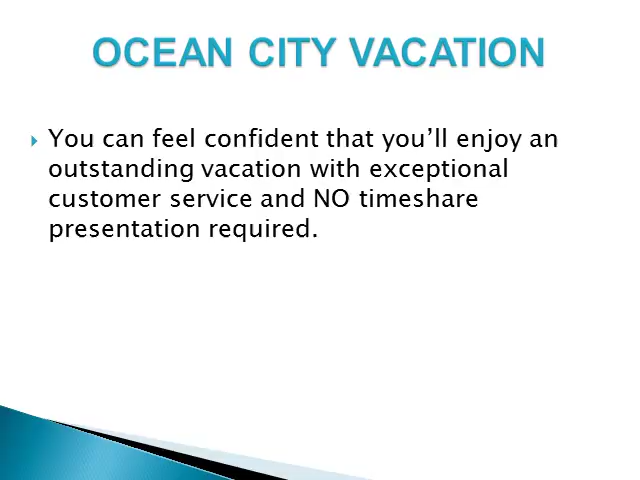 OCEAN CITY VACATION
You can feel confident that you’ll enjoy an
outstanding vacation with exceptional
customer service and NO timeshare
presentation required.